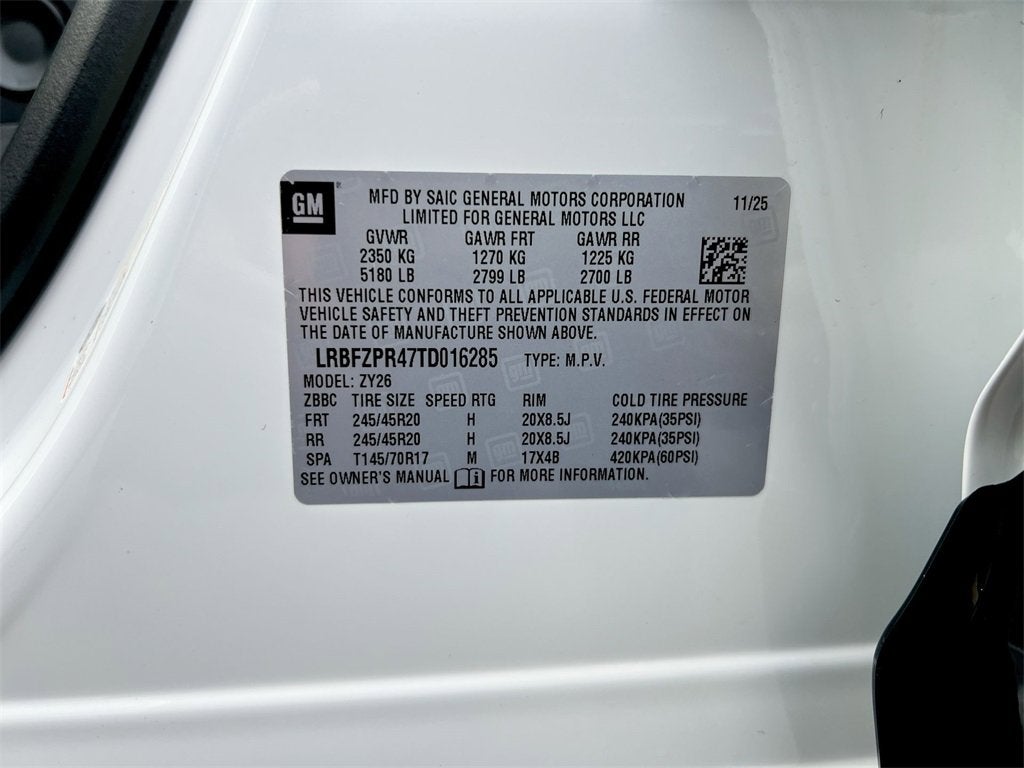 GM
MFD BY SAIC GENERAL MOTORS CORPORATION 11/25
LIMITED FOR GENERAL MOTORS LLC
GVWR GAWR FRT GAWR RR
2350 KG 1270 KG 1225 KG
5180 LB 2799 LB 2700 LB
THIS VEHICLE CONFORMS TO ALL APPLICABLE U.S. FEDERAL MOTOR
VEHICLE SAFETY AND THEFT PREVENTION STANDARDS IN EFFECT ON
THE DATE OF MANUFACTURE SHOWN ABOVE.
LRBFZPR47TD016285 TYPE: M.P.V.
MODEL: ZY26
ZBBC TIRE SIZE SPEED RTG RIM COLD TIRE PRESSURE
FRT 245/45R20 H 20X8.5J 240KPA(35PSI)
RR 245/45R20 H 20X8.5J 240KPA(35PSI)
SPA T145/70R17 M 17X4B 420KPA(60PSI)
SEE OWNER'S MANUAL FOR MORE INFORMATION.